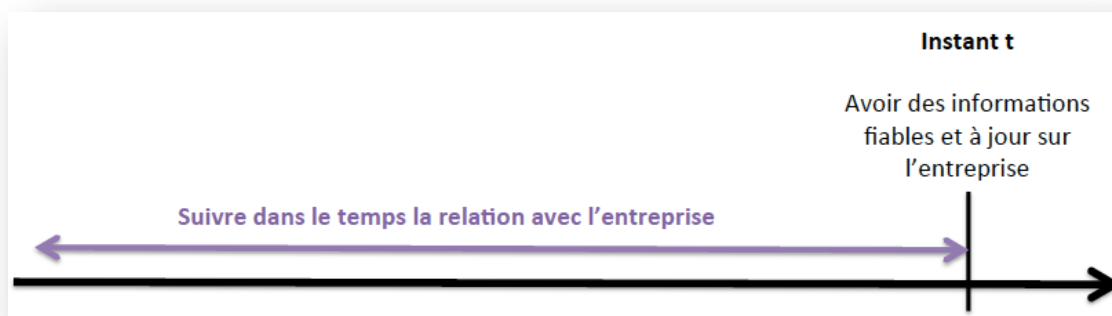 Instant t
Avoir des informations
fiables et à jour sur
l'entreprise
Suivre dans le temps la relation avec l'entreprise